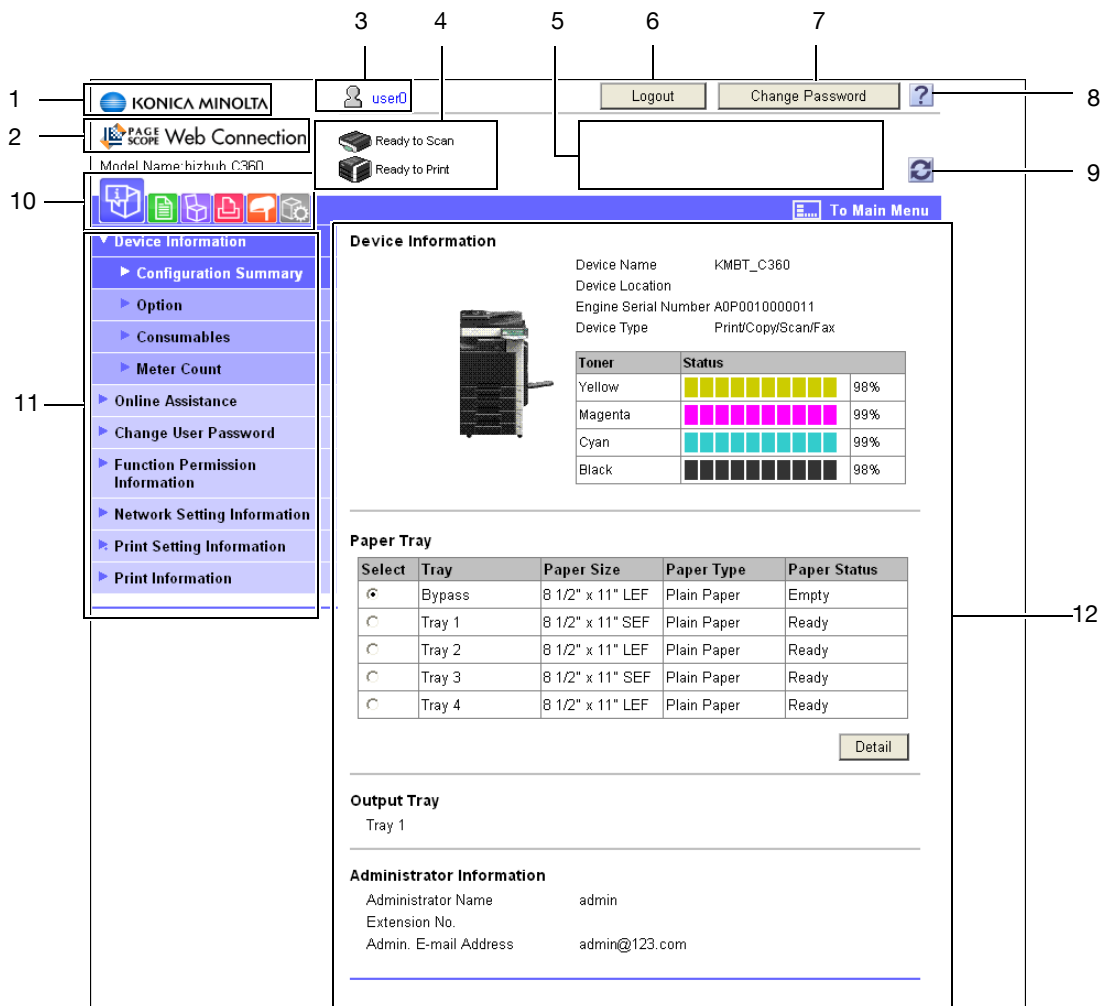 3 4 5 6 7
1 KONICA MINOLTA user0 Logout Change Password ? 8
2 PAGE SCOPE Web Connection Ready to Scan
Model Name:bizhub C360 Ready to Print 9
10 To Main Menu
Device Information
Configuration Summary
Option
Consumables
Meter Count
11 Online Assistance
Change User Password
Function Permission
Information
Network Setting Information
Print Setting Information
Print Information
Device Information
Device Name KMBT_C360
Device Location
Engine Serial Number A0P0010000011
Device Type Print/Copy/Scan/Fax
Toner Status
Yellow 98%
Magenta 99%
Cyan 99%
Black 98%
Paper Tray
Select Tray Paper Size Paper Type Paper Status
Bypass 8 1/2" x 11" LEF Plain Paper Empty
Tray 1 8 1/2" x 11" SEF Plain Paper Ready 12
Tray 2 8 1/2" x 11" LEF Plain Paper Ready
Tray 3 8 1/2" x 11" SEF Plain Paper Ready
Tray 4 8 1/2" x 11" LEF Plain Paper Ready
Detail
Output Tray
Tray 1
Administrator Information
Administrator Name admin
Extension No.
Admin. E-mail Address admin@123.com